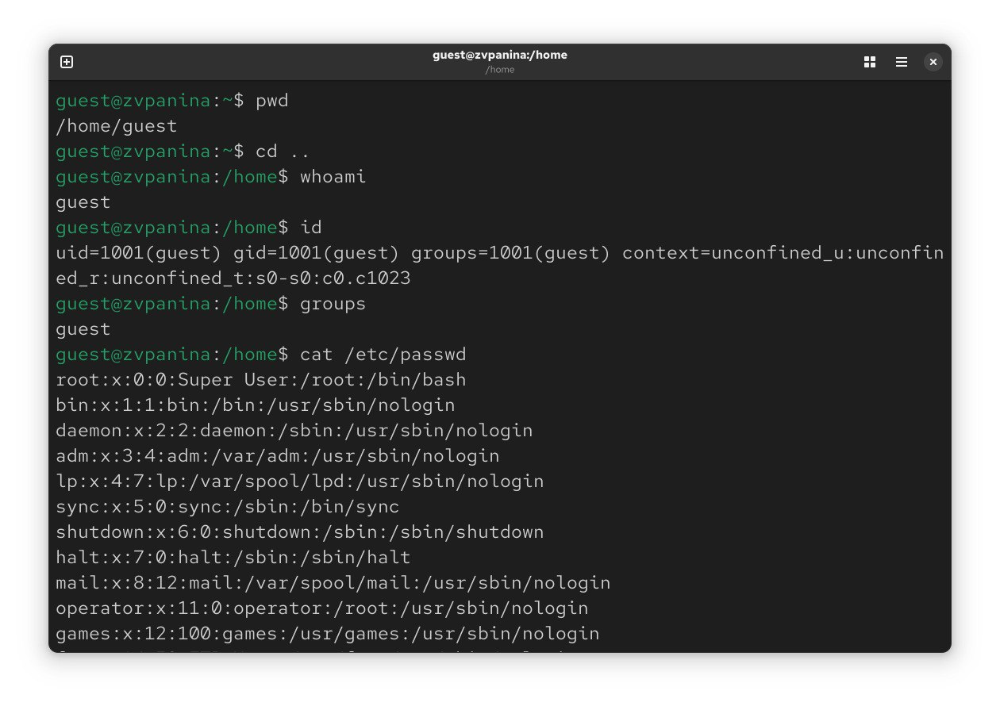 guest@zvpanina:/home
/home
guest@zvpanina:~$ pwd
/home/guest
guest@zvpanina:~$ cd ..
guest@zvpanina:/home$ whoami
guest
guest@zvpanina:/home$ id
uid=1001(guest) gid=1001(guest) groups=1001(guest) context=unconfined_u:unconfin
ed_r:unconfined_t:s0-s0:c0.c1023
guest@zvpanina:/home$ groups
guest
guest@zvpanina:/home$ cat /etc/passwd
root:x:0:0:Super User:/root:/bin/bash
bin:x:1:1:bin:/bin:/usr/sbin/nologin
daemon:x:2:2:daemon:/sbin:/usr/sbin/nologin
adm:x:3:4:adm:/var/adm:/usr/sbin/nologin
lp:x:4:7:lp:/var/spool/lpd:/usr/sbin/nologin
sync:x:5:0:sync:/sbin:/bin/sync
shutdown:x:6:0:shutdown:/sbin:/sbin/shutdown
halt:x:7:0:halt:/sbin:/sbin/halt
mail:x:8:12:mail:/var/spool/mail:/usr/sbin/nologin
operator:x:11:0:operator:/root:/usr/sbin/nologin
games:x:12:100:games:/usr/games:/usr/sbin/nologin